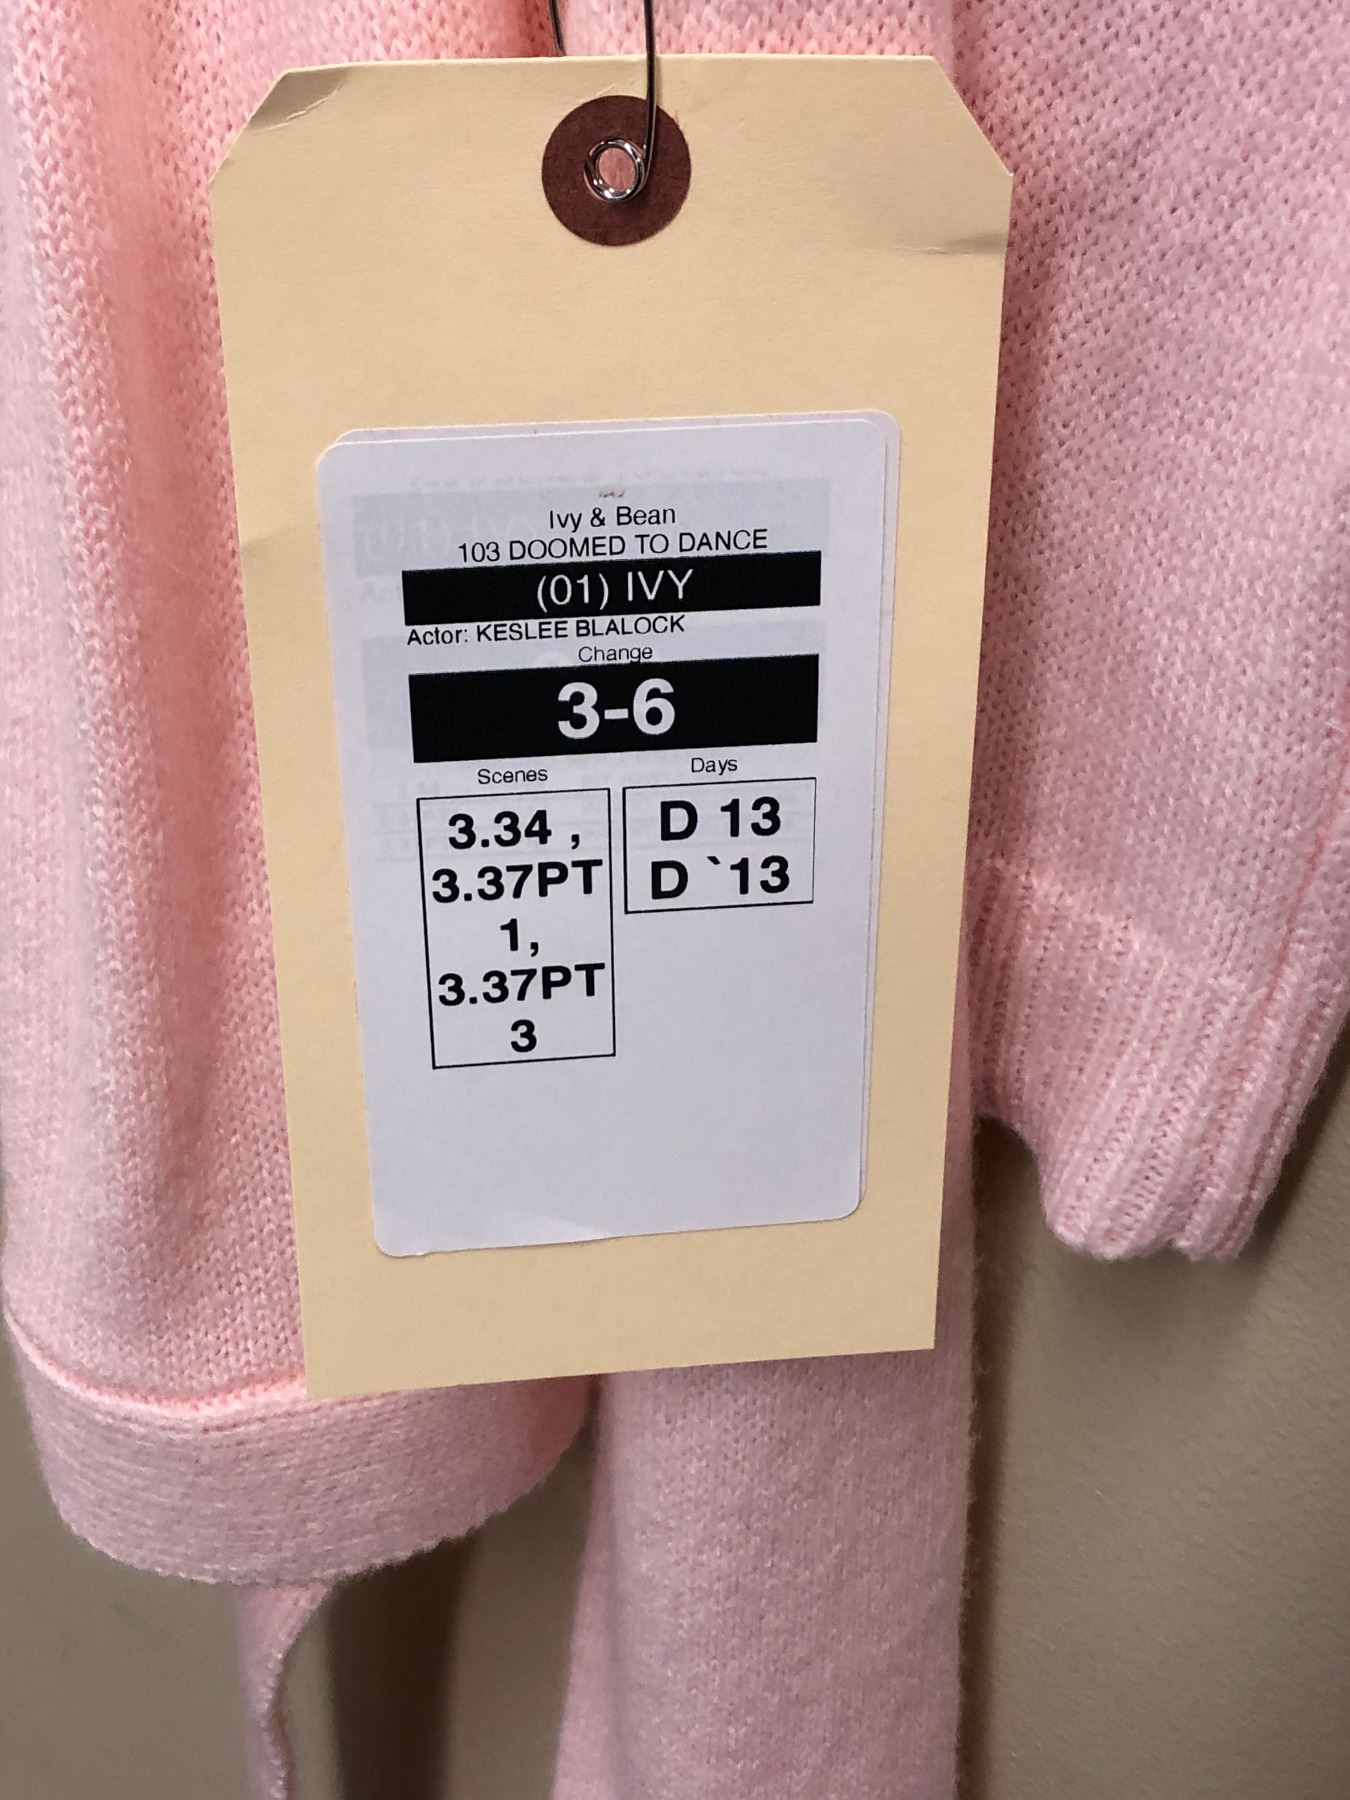 Ivy & Bean
103 DOOMED TO DANCE
(01) IVY
Actor: KESLEE BLALOCK
Change
3-6
Scenes
3.34 ,
3.37PT
1,
3.37PT
3
Days
D 13
D `13